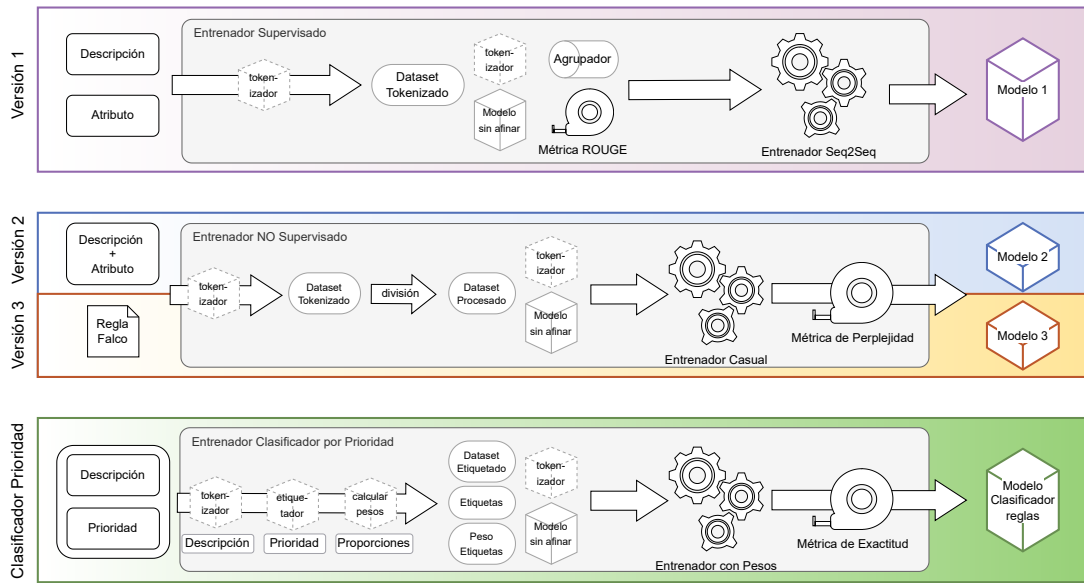 Versión 1
Descripción
Atributo
Entrenador Supervisado
token-
izador
Dataset
Tokenizado
token-
izador
Modelo
sin afinar
Agrupador
Métrica ROUGE
Entrenador Seq2Seq
Modelo 1
Versión 2
Descripción
+
Atributo
Versión 3
Regla
Falco
Entrenador NO Supervisado
token-
izador
Dataset
Tokenizado
división
Dataset
Procesado
token-
izador
Modelo
sin afinar
Entrenador Casual
Métrica de Perplejidad
Modelo 2
Modelo 3
Clasificador Prioridad
Descripción
Prioridad
Entrenador Clasificador por Prioridad
token-
izador
etique-
tador
calcular
pesos
Descripción
Prioridad
Proporciones
Dataset
Etiquetado
Etiquetas
Peso
Etiquetas
token-
izador
Modelo
sin afinar
Entrenador con Pesos
Métrica de Exactitud
Modelo
Clasificador
reglas